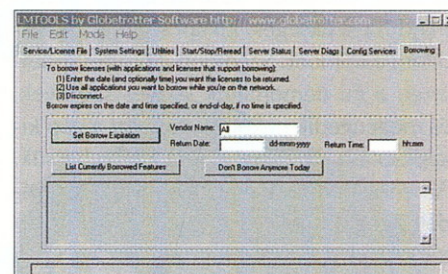 LMTOOLS by Globetrotter Software http://www.globetrotter.com
File Edit Mode Help
Service/License File System Settings Utilities Start/Stop/Reread Server Status Server Diags Config Services Borrowing
To borrow licenses (with applications and licenses that support borrowing):
(1) Enter the date (and optionally time) you want the licenses to be returned.
(2) Use all applications you want to borrow while you're on the network.
(3) Disconnect.
Borrow expires on the date and time specified, or end-of-day, if no time is specified.
Set Borrow Expiration
Vendor Name: All
Return Date: dd-mmm-yyyy Return Time: hh:mm
List Currently Borrowed Features Don't Borrow Anymore Today